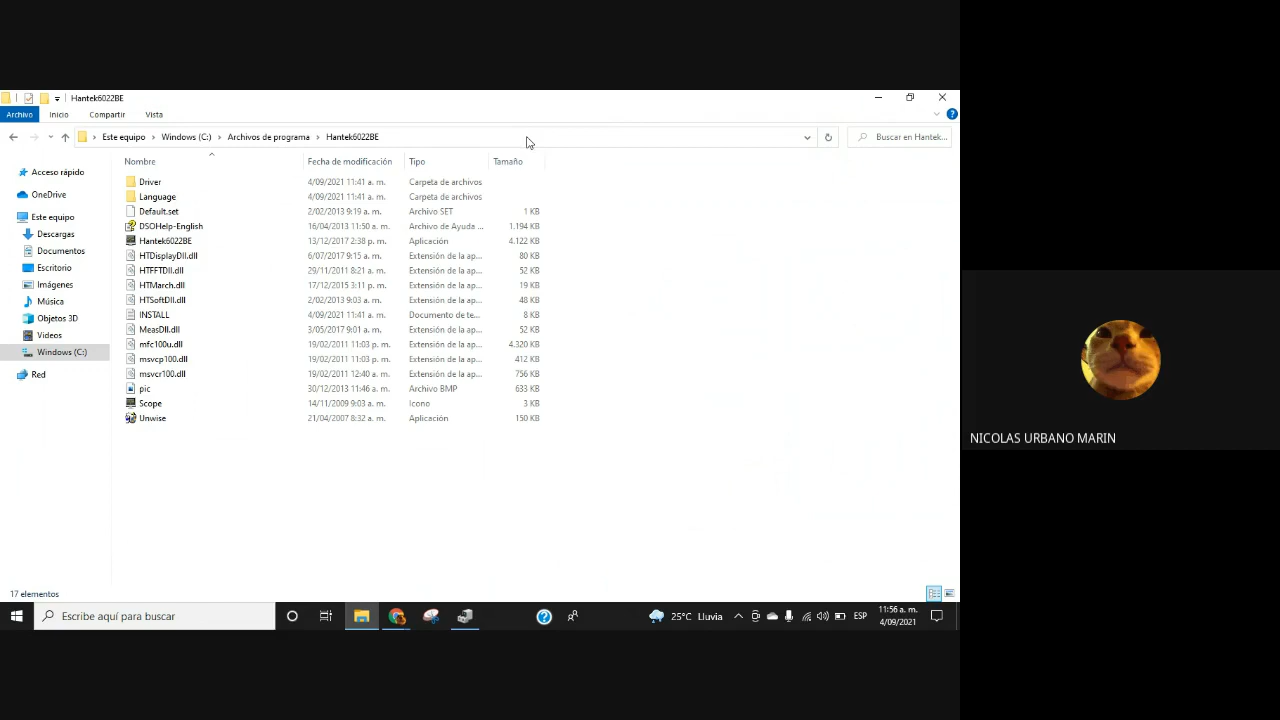 Hantek6022BE
Archivo Inicio Compartir Vista
Este equipo Windows (C:) Archivos de programa Hantek6022BE Buscar en Hantek...
Nombre Fecha de modificación Tipo Tamaño
Driver 4/09/2021 11:41 a. m. Carpeta de archivos
Language 4/09/2021 11:41 a. m. Carpeta de archivos
Default.set 2/02/2013 9:19 a. m. Archivo SET 1 KB
DSOHelp-English 16/04/2013 11:50 a. m. Archivo de Ayuda ... 1.194 KB
Hantek6022BE 13/12/2017 2:38 p. m. Aplicación 4.122 KB
HTDisplayDll.dll 6/07/2017 9:15 a. m. Extensión de la ap... 80 KB
HTFFTDll.dll 29/11/2011 8:21 a. m. Extensión de la ap... 52 KB
HTMarch.dll 17/12/2015 3:11 p. m. Extensión de la ap... 19 KB
HTSoftDll.dll 2/02/2013 9:03 a. m. Extensión de la ap... 48 KB
INSTALL 4/09/2021 11:41 a. m. Documento de te... 8 KB
MeasDll.dll 3/05/2017 9:01 a. m. Extensión de la ap... 52 KB
mfc100u.dll 19/02/2011 11:03 p. m. Extensión de la ap... 4.320 KB
msvcp100.dll 19/02/2011 11:03 p. m. Extensión de la ap... 412 KB
msvcr100.dll 19/02/2011 12:40 a. m. Extensión de la ap... 756 KB
pic 30/12/2013 11:46 a. m. Archivo BMP 633 KB
Scope 14/11/2009 9:03 a. m. Icono 3 KB
Unwise 21/04/2007 8:32 a. m. Aplicación 150 KB
Acceso rápido
OneDrive
Este equipo
Descargas
Documentos
Escritorio
Imágenes
Música
Objetos 3D
Videos
Windows (C:)
Red
17 elementos
Escribe aquí para buscar 25°C Lluvia ESP 11:56 a. m.
4/09/2021
NICOLAS URBANO MARIN